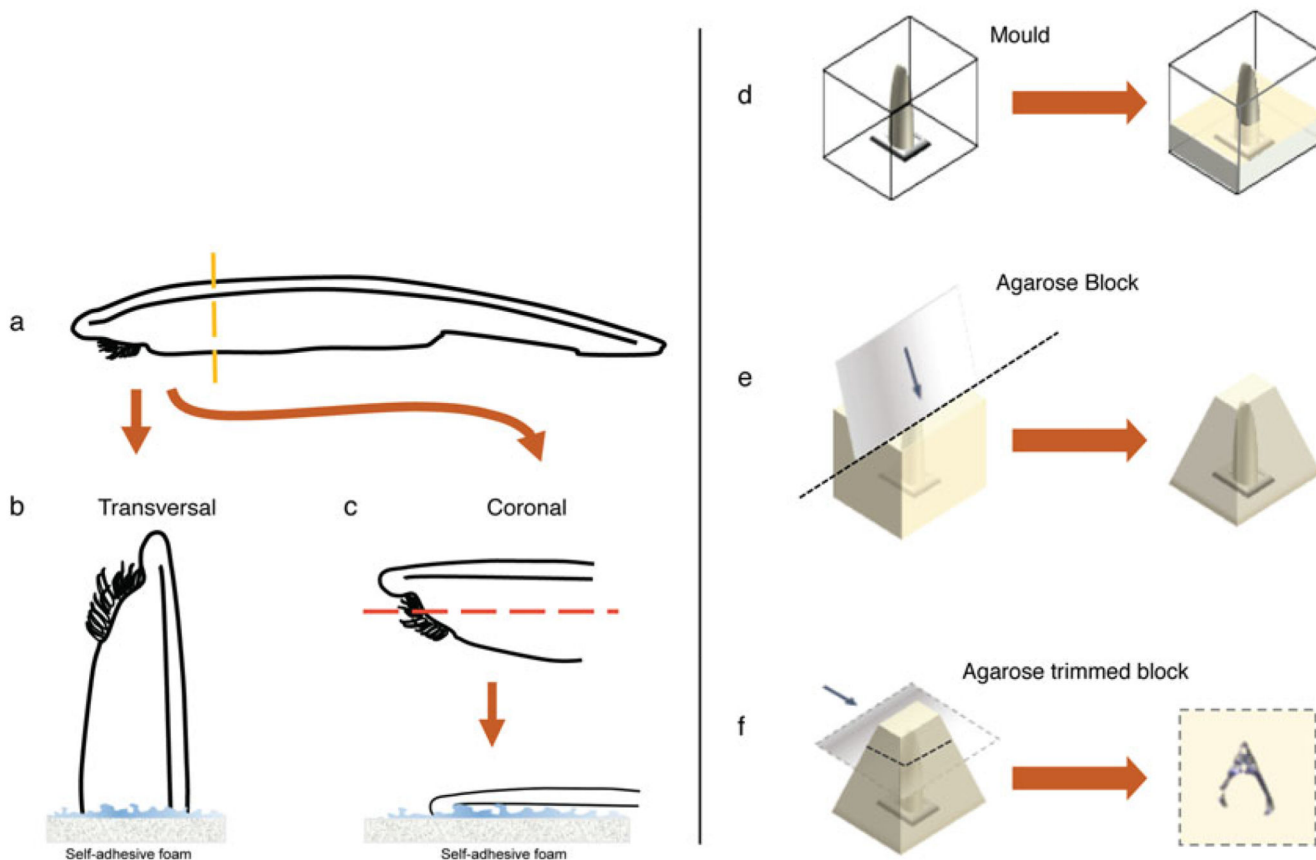 a
b
Transversal
Self-adhesive foam
c
Coronal
Self-adhesive foam
d
Mould
e
Agarose Block
f
Agarose trimmed block